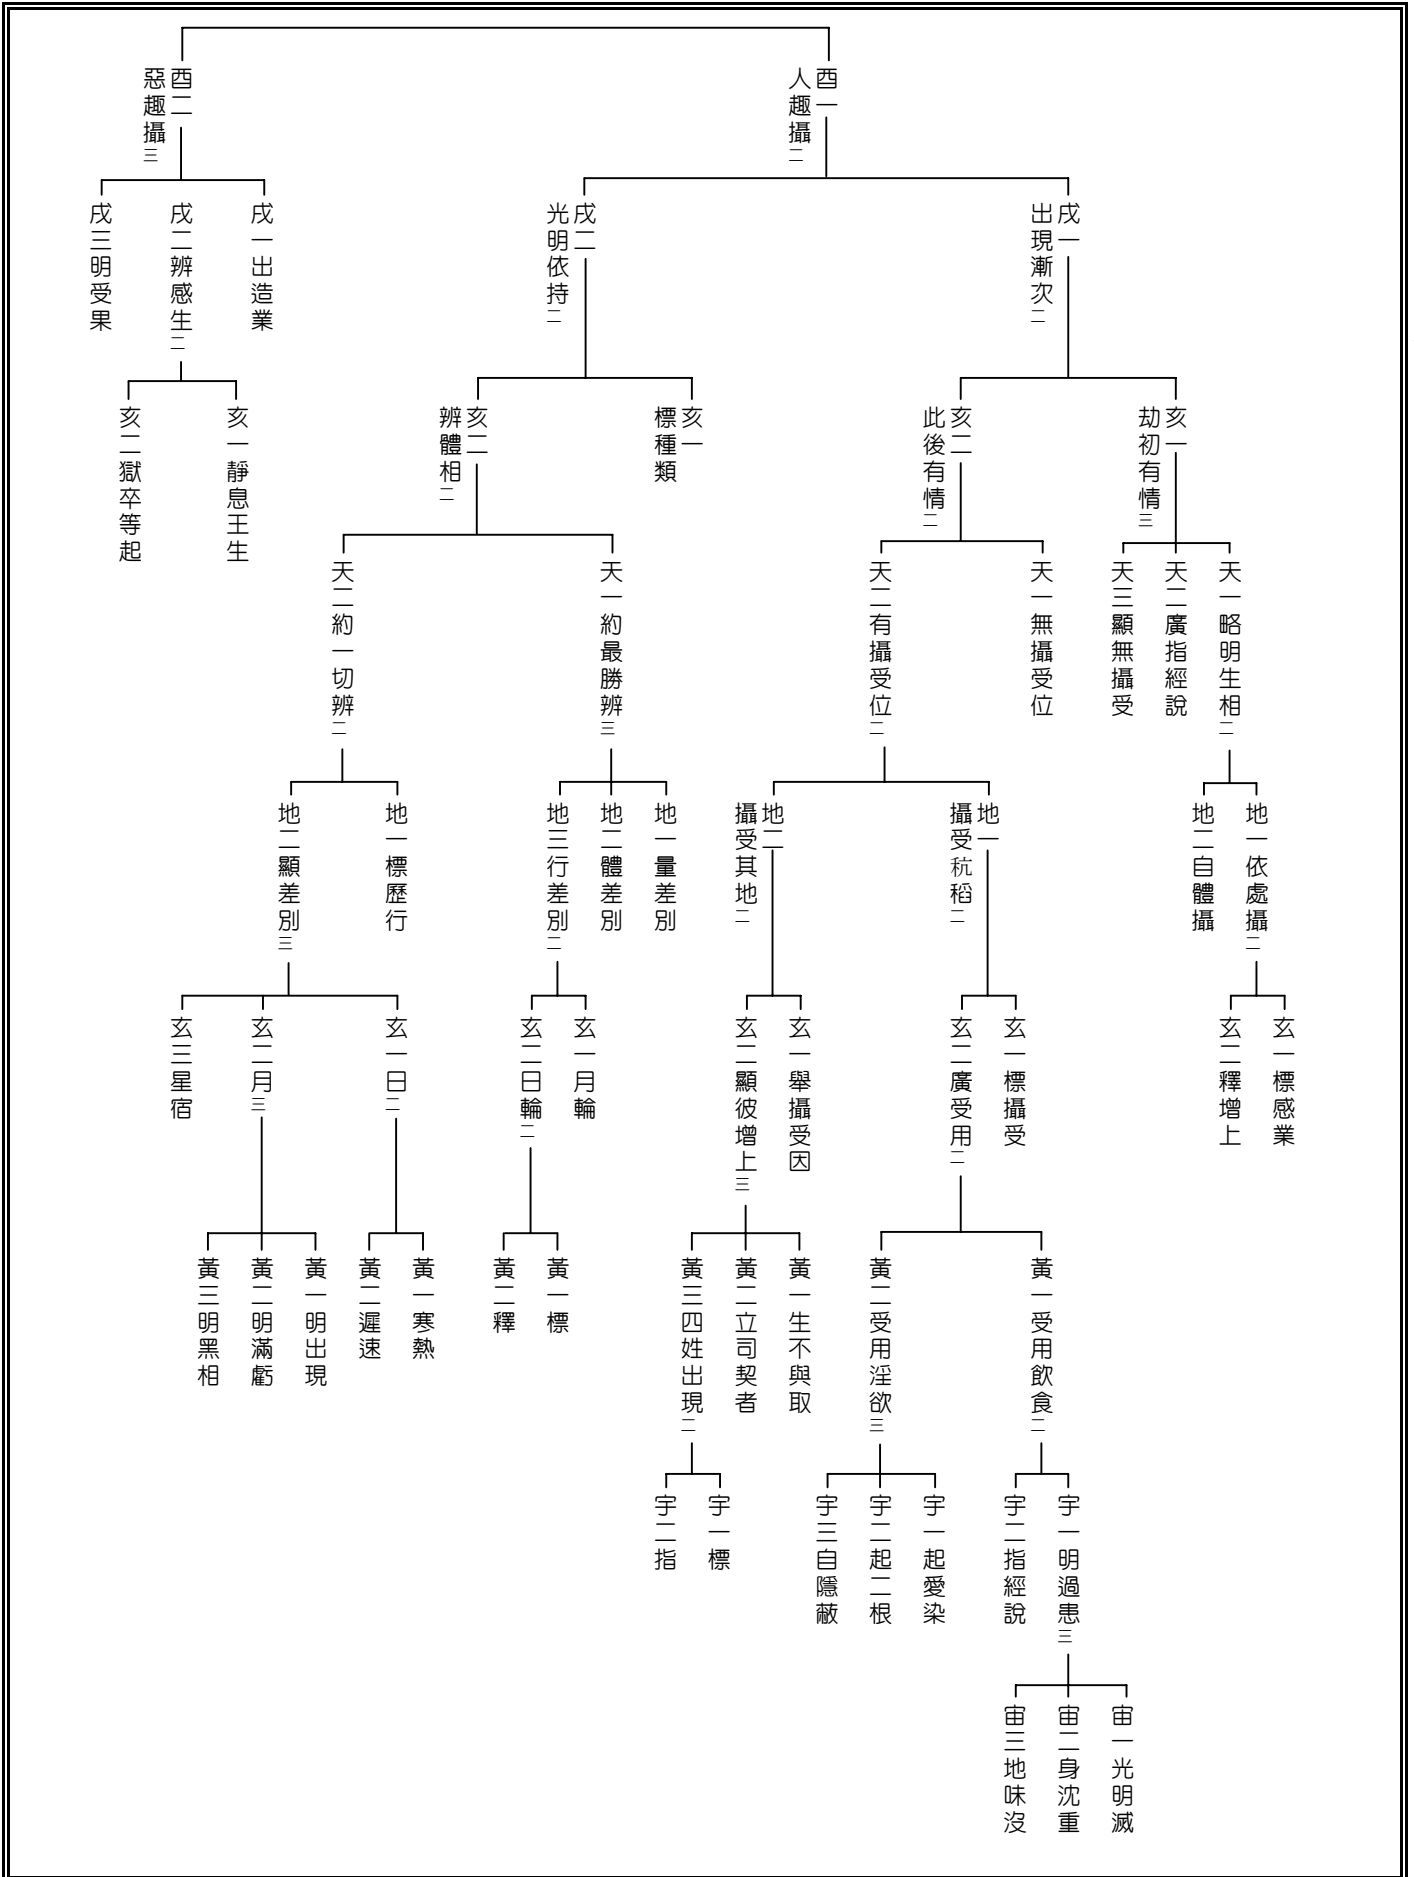 酉一
人趣攝二
酉二
惡趣攝三
戌一
出現漸次二
戌二
光明依持二
戌一出造業
戌二辨感生二
戌三明受果
亥一
劫初有情三
亥二
此後有情二
亥一
標種類
亥二
辨體相二
亥一靜息王生
亥二獄卒等起
天一略明生相二
天二廣指經說
天三顯無攝受
天一無攝受位
天二有攝受位二
天一約最勝辨三
天二約一切辨二
地一依處攝二
地二自體攝
地一
攝受秔稻二
地二
攝受其地二
地一量差別
地二體差別
地三行差別二
地一標歷行
地二顯差別三
玄一標感業
玄二釋增上
玄一標攝受
玄二廣受用二
玄一舉攝受因
玄二顯彼增上三
玄一月輪
玄二日輪二
玄一日二
玄二月三
玄三星宿
黃一受用飲食二
黃二受用淫欲三
黃一生不與取
黃二立司契者
黃三四姓出現二
黃一標
黃二釋
黃一寒熱
黃二遲速
黃一明出現
黃二明滿虧
黃三明黑相
宇一明過患三
宇二指經說
宇一起愛染
宇二起二根
宇三自隱蔽
宇一標
宇二指
宙一光明滅
宙二身沈重
宙三地味沒